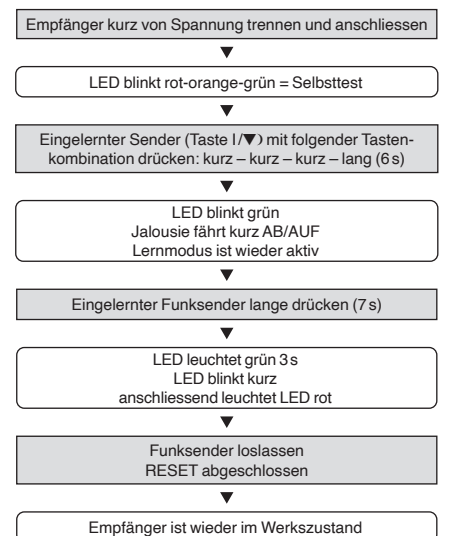 Empfänger kurz von Spannung trennen und anschliessen
▼
LED blinkt rot-orange-grün = Selbsttest
▼
Eingelernter Sender (Taste I/▼) mit folgender Tasten-
kombination drücken: kurz – kurz – kurz – lang (6 s)
▼
LED blinkt grün
Jalousie fährt kurz AB/AUF
Lernmodus ist wieder aktiv
▼
Eingelernter Funksender lange drücken (7 s)
▼
LED leuchtet grün 3 s
LED blinkt kurz
anschliessend leuchtet LED rot
▼
Funksender loslassen
RESET abgeschlossen
▼
Empfänger ist wieder im Werkszustand